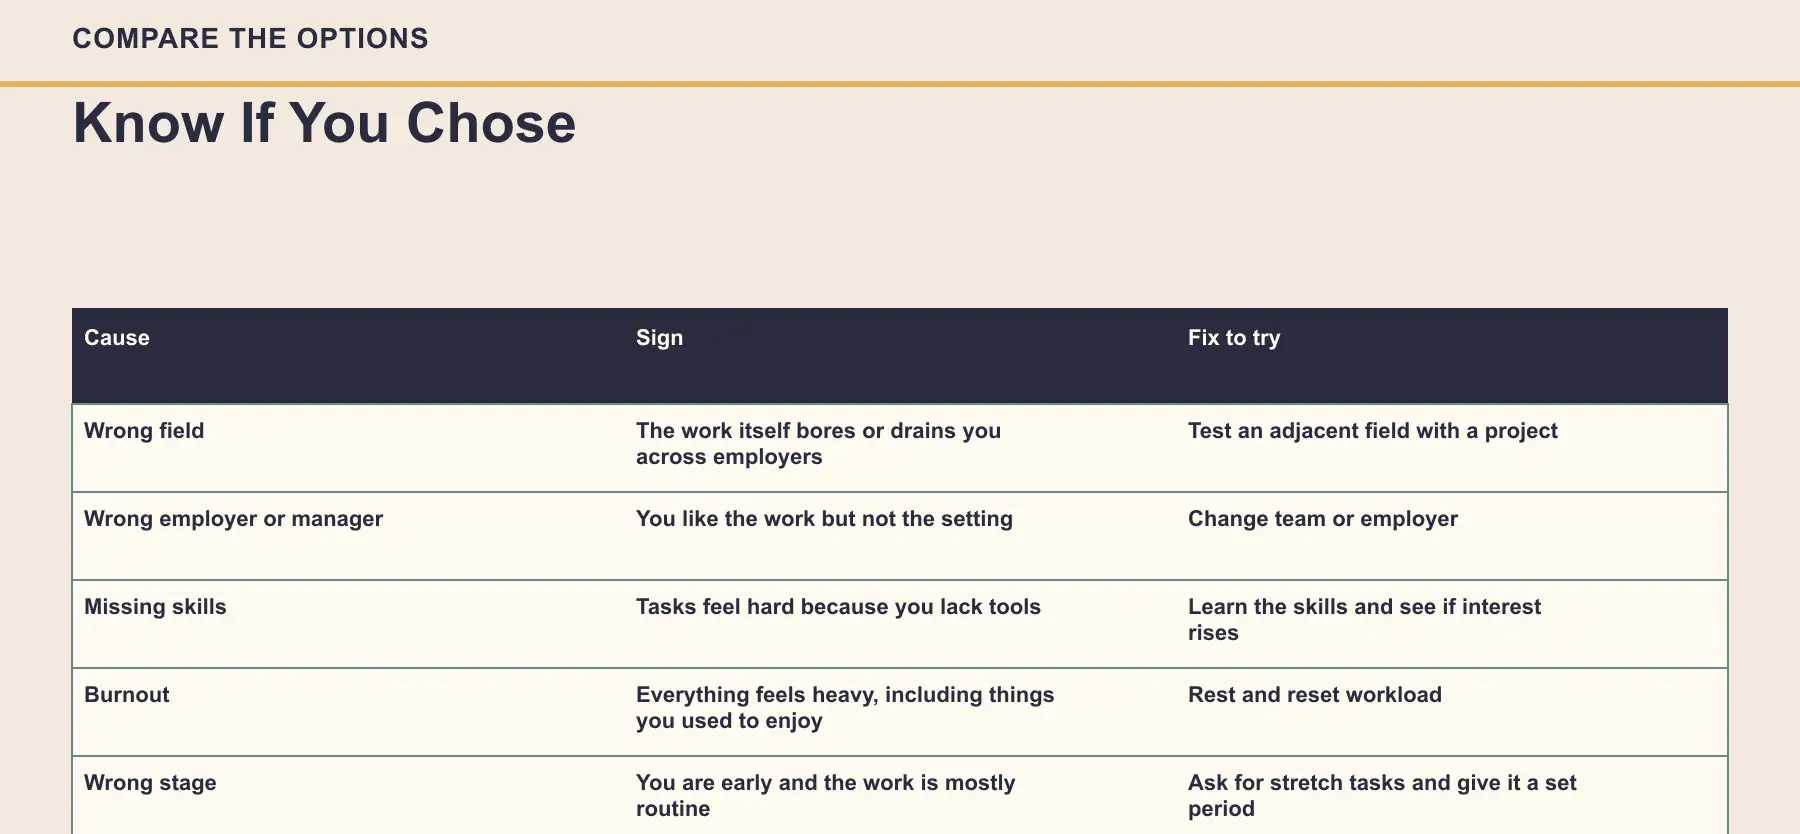 COMPARE THE OPTIONS
Know If You Chose
Cause
Sign
Fix to try
Wrong field
The work itself bores or drains you
across employers
Test an adjacent field with a project
Wrong employer or manager
You like the work but not the setting
Change team or employer
Missing skills
Tasks feel hard because you lack tools
Learn the skills and see if interest
rises
Burnout
Everything feels heavy, including things
you used to enjoy
Rest and reset workload
Wrong stage
You are early and the work is mostly
routine
Ask for stretch tasks and give it a set
period